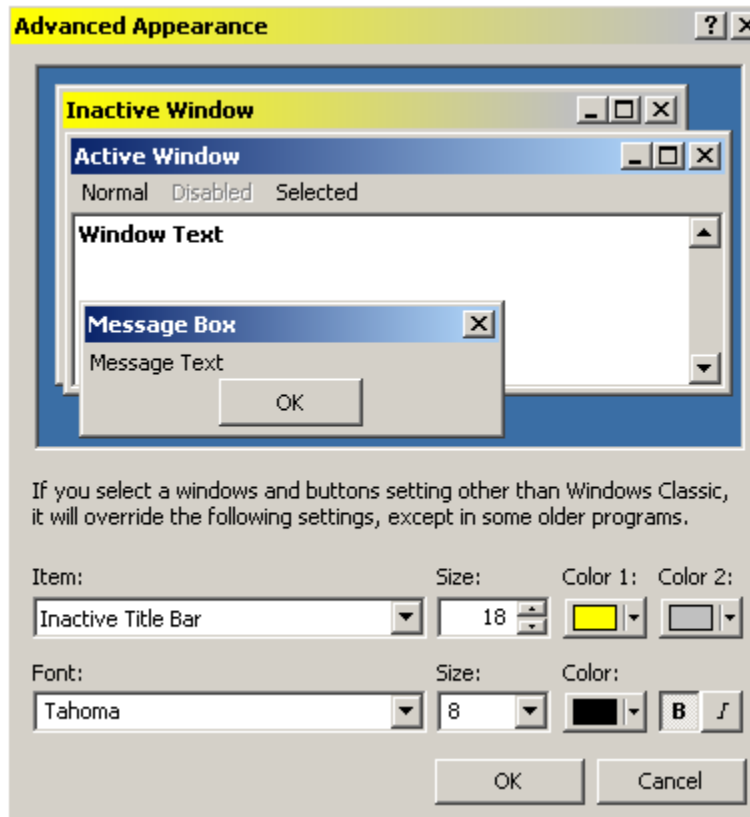 Advanced Appearance
Inactive Window
Active Window
Normal Disabled Selected
Window Text
Message Box
Message Text
OK
If you select a windows and buttons setting other than Windows Classic,
it will override the following settings, except in some older programs.
Item: Size: Color 1: Color 2:
Inactive Title Bar 18
Font: Size: Color:
Tahoma 8 B I
OK Cancel